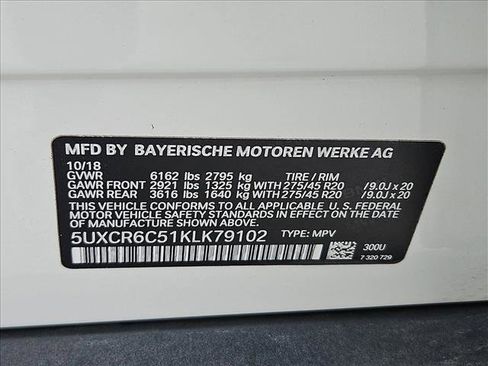 MFD BY BAYERISCHE MOTOREN WERKE AG
10/18
GVWR 6162 lbs 2795 kg TIRE / RIM
GAWR FRONT 2921 lbs 1325 kg WITH 275/45 R20 /9.0J x 20
GAWR REAR 3616 lbs 1640 kg WITH 275/45 R20 /9.0J x 20
THIS VEHICLE CONFORMS TO ALL APPLICABLE U.S. FEDERAL MOTOR
VEHICLE SAFETY STANDARDS IN EFFECT ON THE DATE
OF MANUFACTURE SHOWN ABOVE.
5UXCR6C51KLK79102 TYPE: MPV
300U
7 320 729